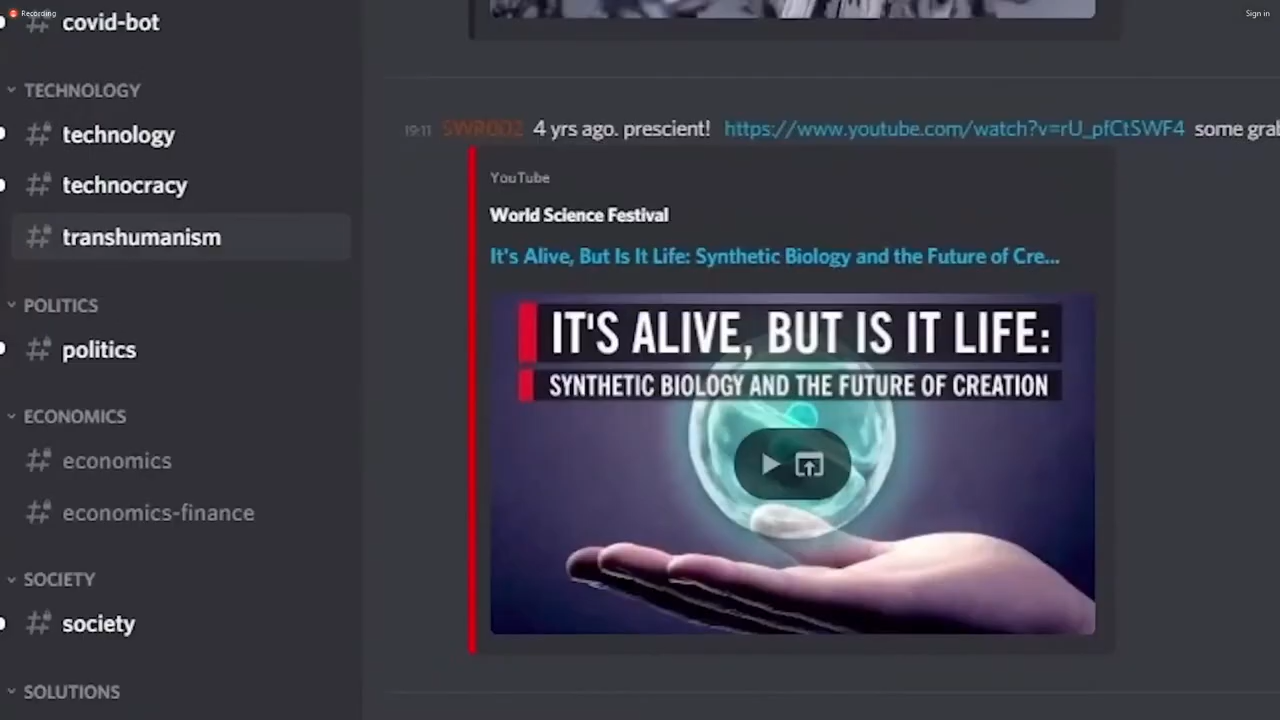 Recording
Sign in
# covid-bot
TECHNOLOGY
# technology
# technocracy
# transhumanism
POLITICS
# politics
ECONOMICS
# economics
# economics-finance
SOCIETY
# society
SOLUTIONS
19:11 SWR0D2 4 yrs ago. prescient! https://www.youtube.com/watch?v=rU_pfCtSWF4 some
YouTube
World Science Festival
It's Alive, But Is It Life: Synthetic Biology and the Future of Cre...
IT'S ALIVE, BUT IS IT LIFE:
SYNTHETIC BIOLOGY AND THE FUTURE OF CREATION